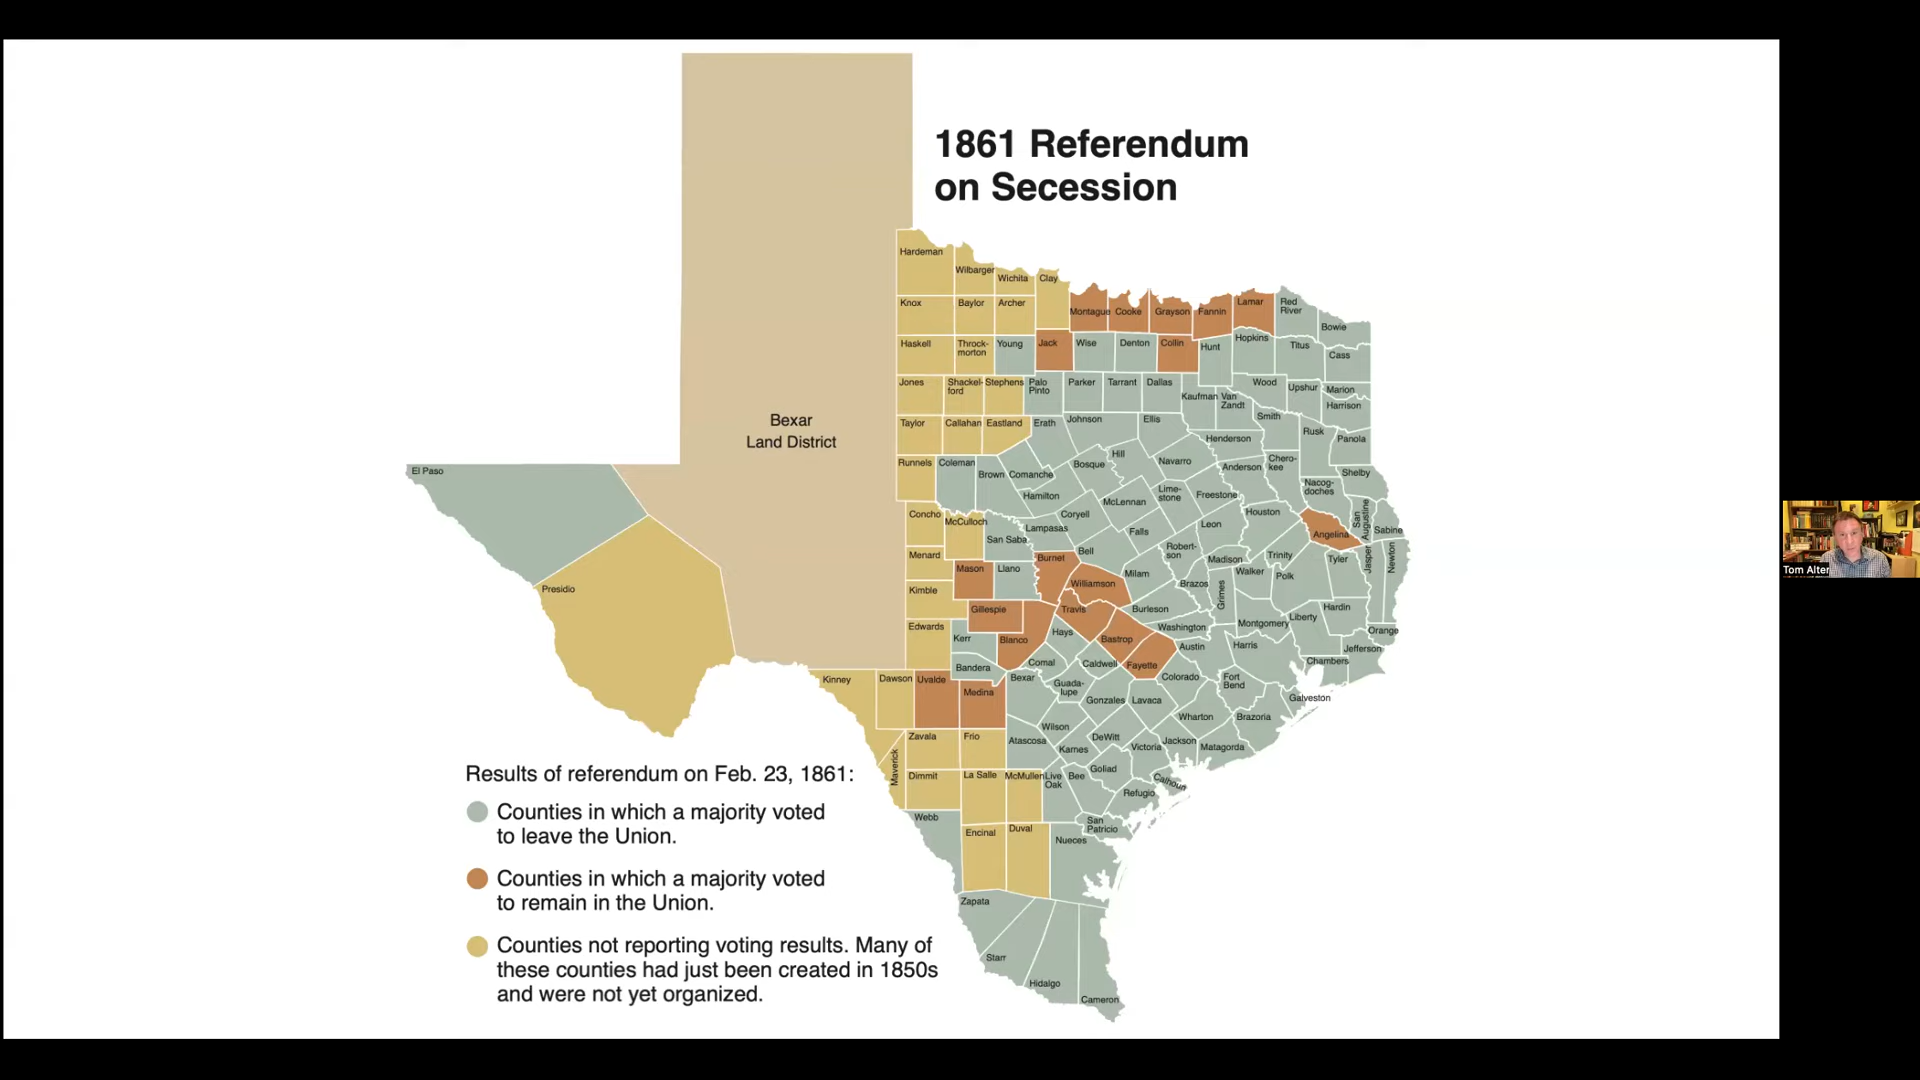 1861 Referendum
on Secession
Hardeman
Wilbarger
Wichita
Clay
Knox
Baylor
Archer
Montague
Cooke
Grayson
Fannin
Lamar
Red
River
Bowie
Haskell
Throck-
morton
Young
Jack
Wise
Denton
Collin
Hunt
Hopkins
Titus
Cass
Jones
Shackel-
ford
Stephens
Palo
Pinto
Parker
Tarrant
Dallas
Kaufman
Van
Zandt
Wood
Upshur
Marion
Harrison
Bexar
Land District
Taylor
Callahan
Eastland
Erath
Johnson
Ellis
Henderson
Smith
Rusk
Panola
El Paso
Runnels
Coleman
Brown
Comanche
Bosque
Hill
Navarro
Anderson
Chero-
kee
Shelby
Nacog-
doches
Hamilton
McLennan
Lime-
stone
Freestone
Concho
McCulloch
San Saba
Lampasas
Coryell
Falls
Leon
Houston
Angelina
San
Augustine
Sabine
Menard
Mason
Llano
Burnet
Bell
Milam
Robert-
son
Madison
Trinity
Tyler
Jasper
Newton
Presidio
Kimble
Williamson
Brazos
Grimes
Walker
Polk
Gillespie
Travis
Burleson
Hardin
Liberty
Edwards
Kerr
Blanco
Hays
Bastrop
Washington
Montgomery
Orange
Bandera
Comal
Caldwell
Fayette
Austin
Harris
Jefferson
Chambers
Kinney
Dawson
Uvalde
Medina
Bexar
Guada-
lupe
Gonzales
Lavaca
Colorado
Fort
Bend
Galveston
Wharton
Brazoria
Maverick
Zavala
Frio
Atascosa
Wilson
Karnes
DeWitt
Victoria
Jackson
Matagorda
Dimmit
La Salle
McMullen
Live
Oak
Bee
Goliad
Refugio
Calhoun
Webb
Encinal
Duval
Nueces
San
Patricio
Zapata
Starr
Hidalgo
Cameron
Results of referendum on Feb. 23, 1861:
Counties in which a majority voted
to leave the Union.
Counties in which a majority voted
to remain in the Union.
Counties not reporting voting results. Many of
these counties had just been created in 1850s
and were not yet organized.
Tom Alter